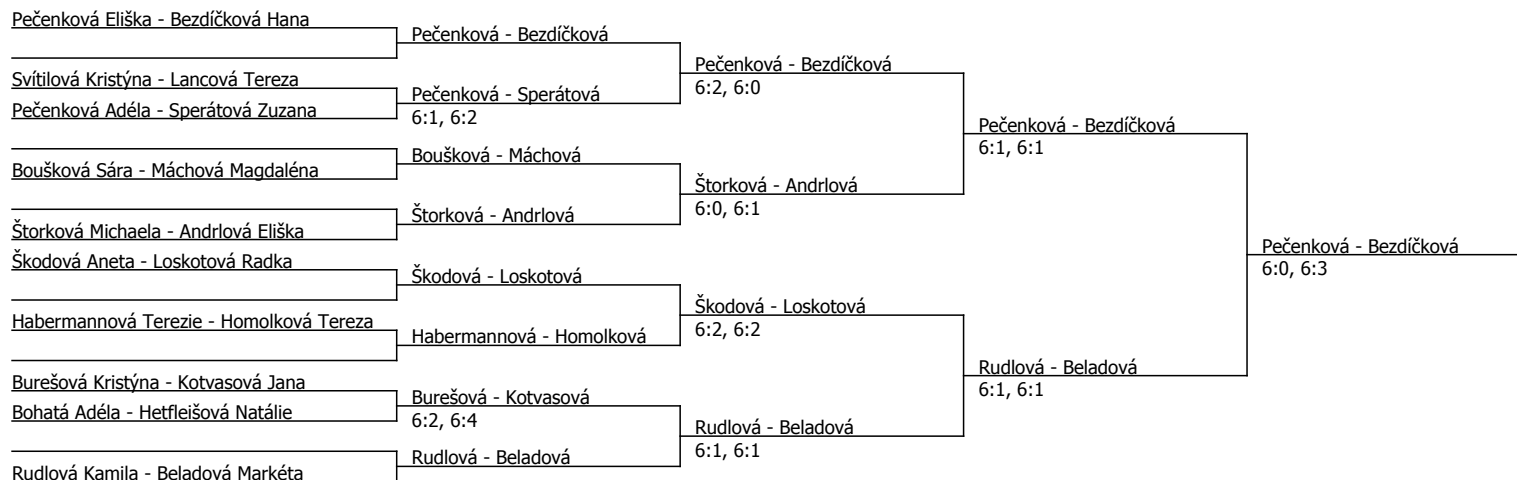 Pečenková Eliška - Bezdíčková Hana
Svítilová Kristýna - Lancová Tereza
Pečenková Adéla - Sperátová Zuzana
Boušková Sára - Máchová Magdaléna
Štorková Michaela - Andrlová Eliška
Škodová Aneta - Loskotová Radka
Habermannová Terezie - Homolková Tereza
Burešová Kristýna - Kotvasová Jana
Bohatá Adéla - Hetfleišová Natálie
Rudlová Kamila - Beladová Markéta
Pečenková - Bezdíčková
Pečenková - Sperátová
6:1, 6:2
Boušková - Máchová
Štorková - Andrlová
Škodová - Loskotová
Habermannová - Homolková
Burešová - Kotvasová
6:2, 6:4
Rudlová - Beladová
Pečenková - Bezdíčková
6:2, 6:0
Štorková - Andrlová
6:0, 6:1
Škodová - Loskotová
6:2, 6:2
Rudlová - Beladová
6:1, 6:1
Pečenková - Bezdíčková
6:1, 6:1
Rudlová - Beladová
6:1, 6:1
Pečenková - Bezdíčková
6:0, 6:3